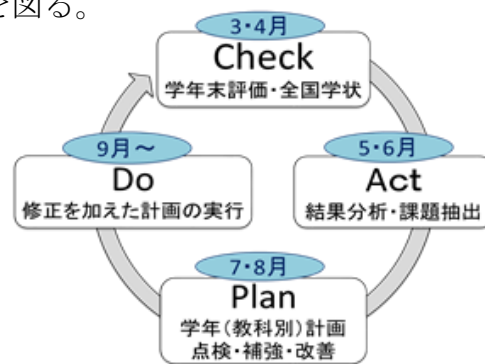 を図る。
3・4月
Check
学年末評価・全国学状
5・6月
Act
結果分析・課題抽出
7・8月
Plan
学年(教科別)計画
点検・補強・改善
9月～
Do
修正を加えた計画の実行